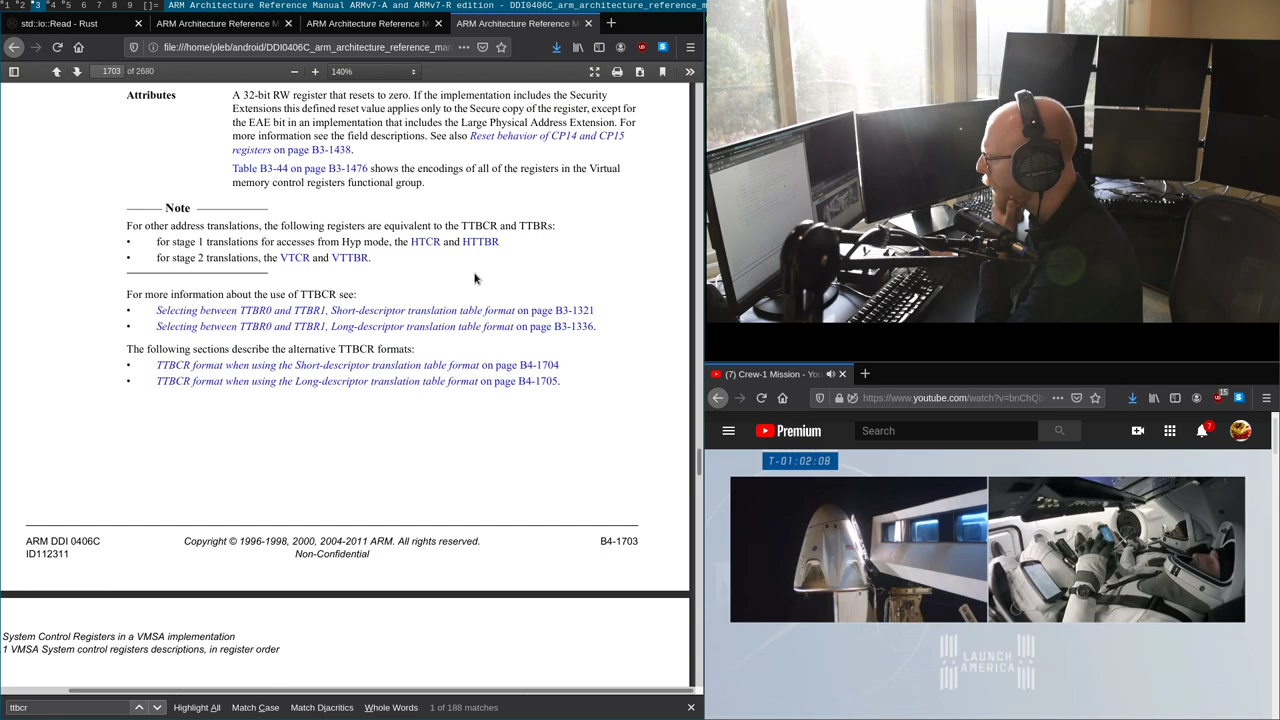 1 2 3 4 5 6 7 8 9 []= ARM Architecture Reference Manual ARMv7-A and ARMv7-R edition - DDI0406C_arm_architecture_reference_m
std::io::Read - Rust
ARM Architecture Reference M
ARM Architecture Reference M
ARM Architecture Reference M
file:///home/pleb/android/DDI0406C_arm_architecture_reference_ma
1703 of 2680
140%
Attributes
A 32-bit RW register that resets to zero. If the implementation includes the Security
Extensions this defined reset value applies only to the Secure copy of the register, except for
the EAE bit in an implementation that includes the Large Physical Address Extension. For
more information see the field descriptions. See also Reset behavior of CP14 and CP15
registers on page B3-1438.
Table B3-44 on page B3-1476 shows the encodings of all of the registers in the Virtual
memory control registers functional group.
Note
For other address translations, the following registers are equivalent to the TTBCR and TTBRs:
• for stage 1 translations for accesses from Hyp mode, the HTCR and HTTBR
• for stage 2 translations, the VTCR and VTTBR.
For more information about the use of TTBCR see:
• Selecting between TTBR0 and TTBR1, Short-descriptor translation table format on page B3-1321
• Selecting between TTBR0 and TTBR1, Long-descriptor translation table format on page B3-1336.
The following sections describe the alternative TTBCR formats:
• TTBCR format when using the Short-descriptor translation table format on page B4-1704
• TTBCR format when using the Long-descriptor translation table format on page B4-1705.
ARM DDI 0406C
Copyright © 1996-1998, 2000, 2004-2011 ARM. All rights reserved.
B4-1703
ID112311
Non-Confidential
System Control Registers in a VMSA implementation
1 VMSA System control registers descriptions, in register order
ttbcr
Highlight All
Match Case
Match Diacritics
Whole Words
1 of 188 matches
(7) Crew-1 Mission - You
https://www.youtube.com/watch?v=bnChQb
15
Premium
Search
7
T-01:02:08
LAUNCH
AMERICA